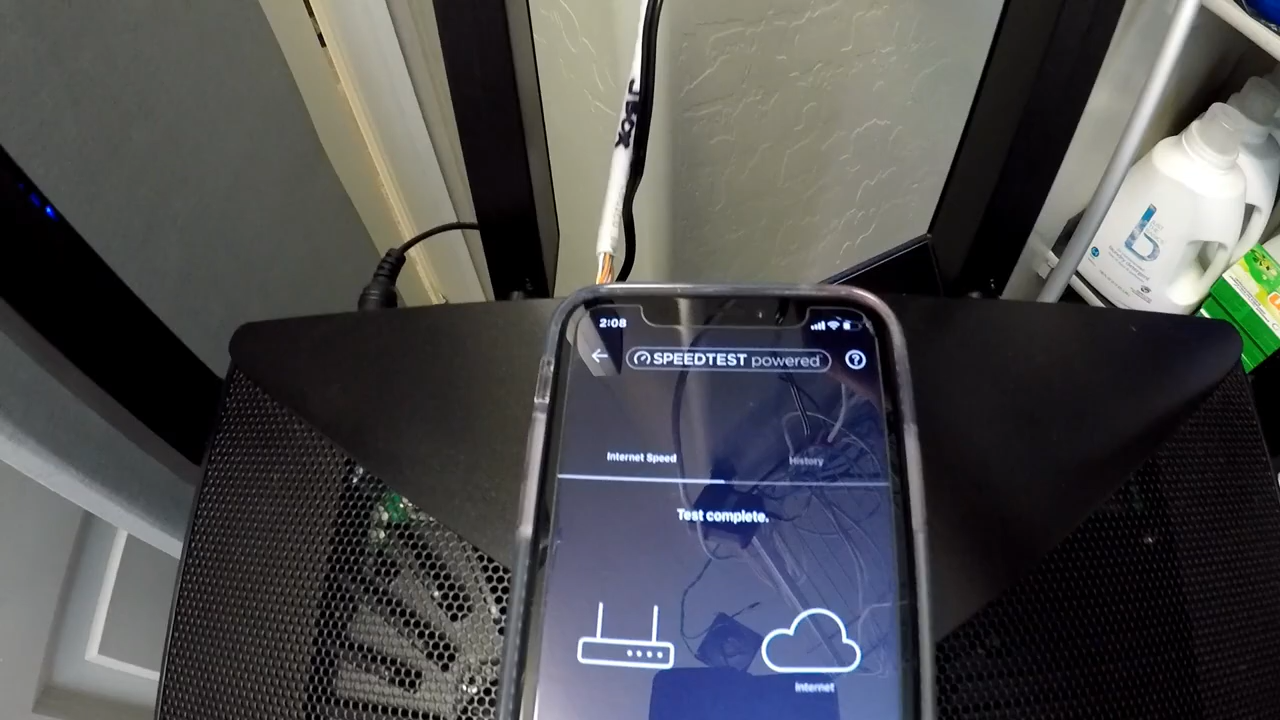 2:08
SPEEDTEST powered
Internet Speed
History
Test complete.
Internet
b